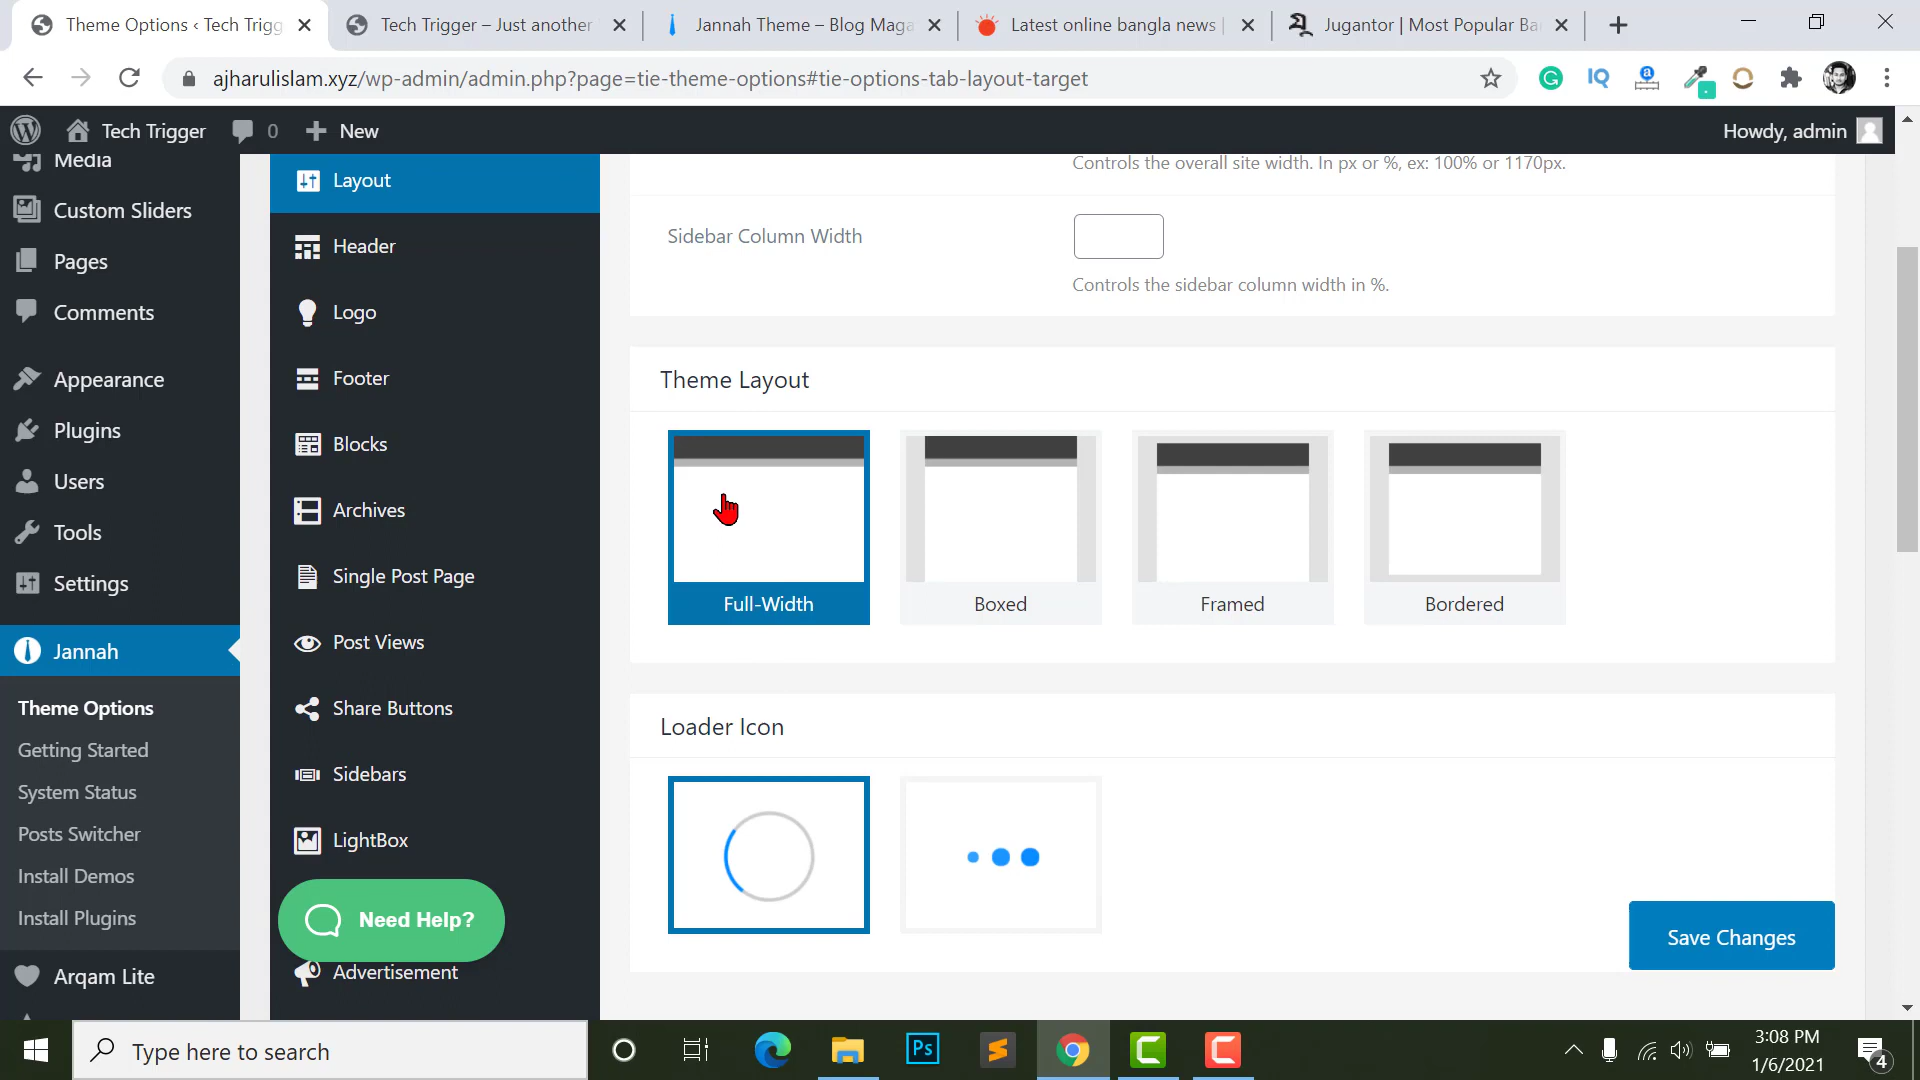 Theme Options ‹ Tech Trigg
Tech Trigger – Just another
Jannah Theme – Blog Maga
Latest online bangla news |
Jugantor | Most Popular Ba
ajharulislam.xyz/wp-admin/admin.php?page=tie-theme-options#tie-options-tab-layout-target
Tech Trigger
0
New
Howdy, admin
Media
Custom Sliders
Pages
Comments
Appearance
Plugins
Users
Tools
Settings
Jannah
Theme Options
Getting Started
System Status
Posts Switcher
Install Demos
Install Plugins
Arqam Lite
Layout
Header
Logo
Footer
Blocks
Archives
Single Post Page
Post Views
Share Buttons
Sidebars
LightBox
Need Help?
Advertisement
Controls the overall site width. In px or %, ex: 100% or 1170px.
Sidebar Column Width
Controls the sidebar column width in %.
Theme Layout
Full-Width
Boxed
Framed
Bordered
Loader Icon
Save Changes
Type here to search
Ps
3:08 PM
1/6/2021
4